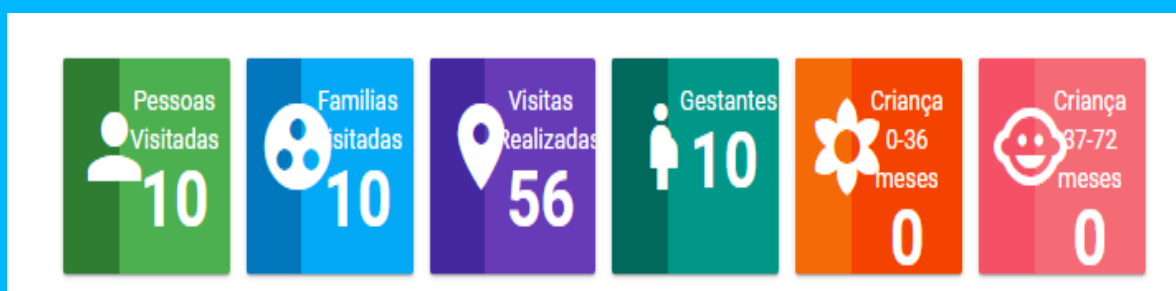 Pessoas
Visitadas
10
Familias
isitadas
10
Visitas
Realizadas
56
Gestantes
10
Criança
0-36
meses
0
Criança
37-72
meses
0